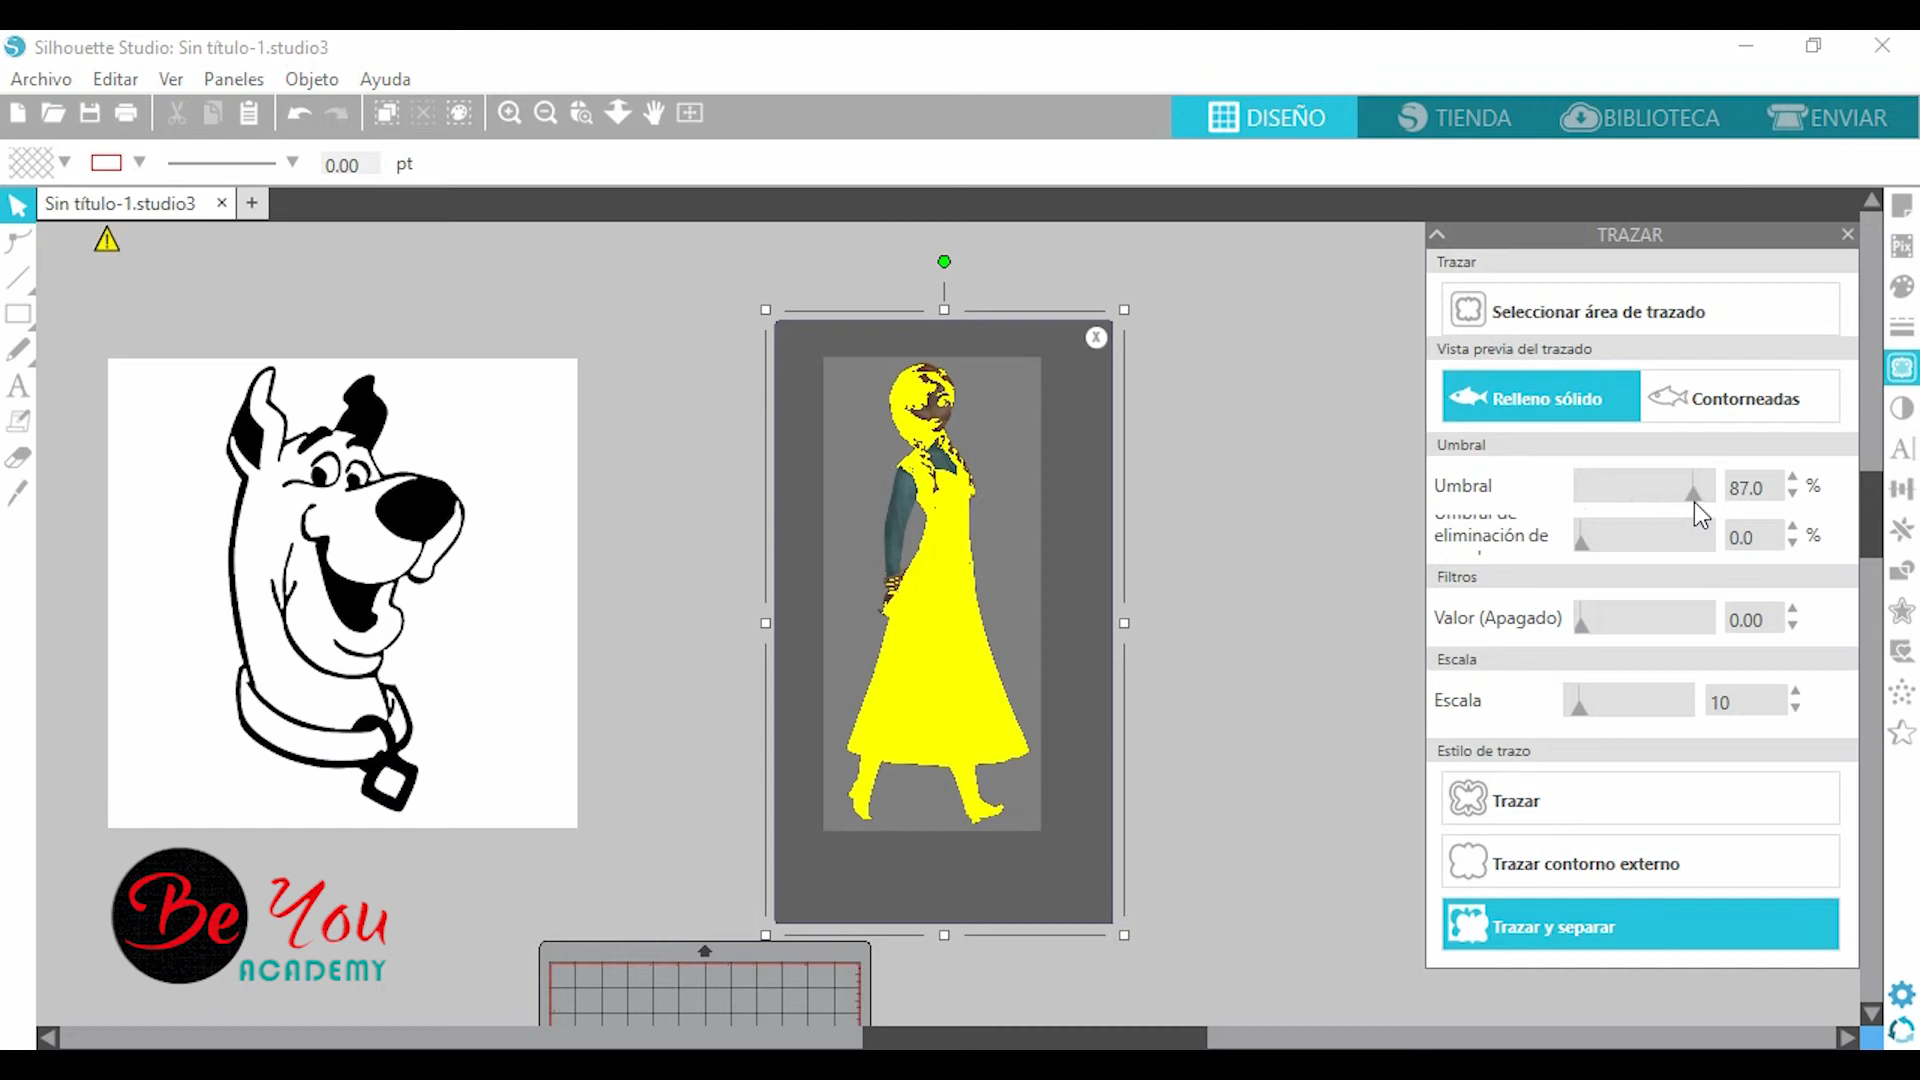 Silhouette Studio: Sin título-1.studio3
Archivo Editar Ver Paneles Objeto Ayuda
DISEÑO TIENDA BIBLIOTECA ENVIAR
0.00 pt
Sin título-1.studio3
TRAZAR
Trazar
Seleccionar área de trazado
Vista previa del trazado
Relleno sólido Contorneadas
Umbral
Umbral 87.0 %
Umbral de
eliminación de 0.0 %
Filtros
Valor (Apagado) 0.00
Escala
Escala 10
Estilo de trazo
Trazar
Trazar contorno externo
Trazar y separar
Pix
Be You
ACADEMY